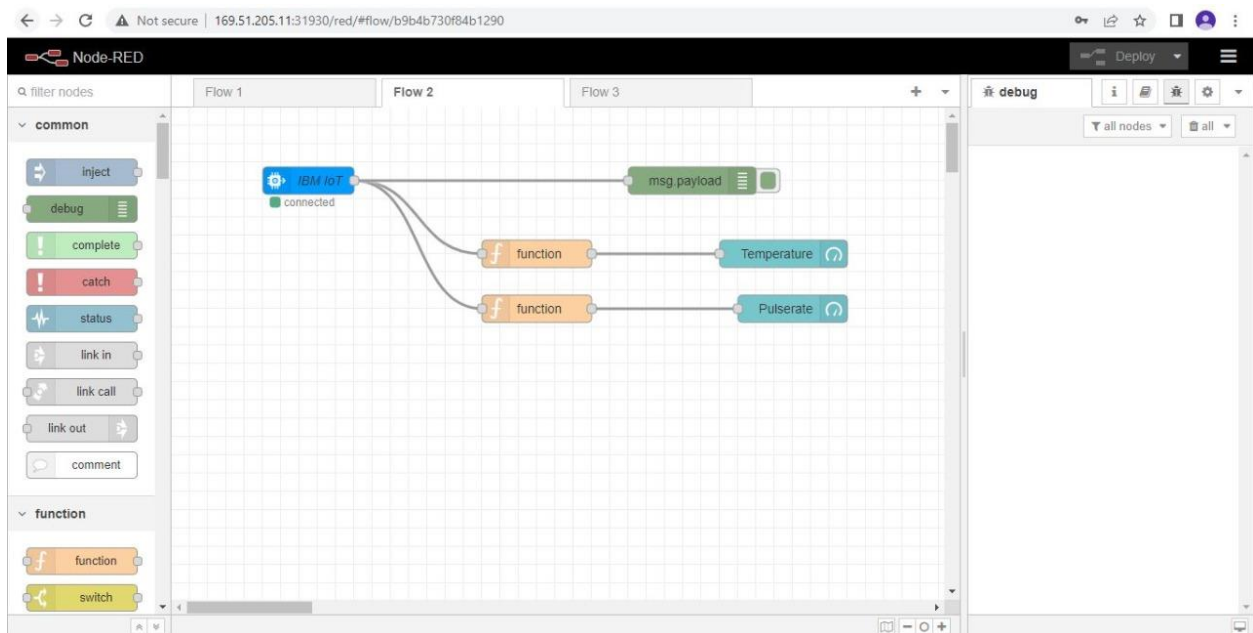 Not secure | 169.51.205.11:31930/red/#flow/b9b4b730f84b1290
Node-RED
Deploy
filter nodes
Flow 1
Flow 2
Flow 3
debug
i
all nodes
all
common
inject
debug
complete
catch
status
link in
link call
link out
comment
function
function
switch
IBM IoT
connected
msg.payload
function
Temperature
function
Pulserate